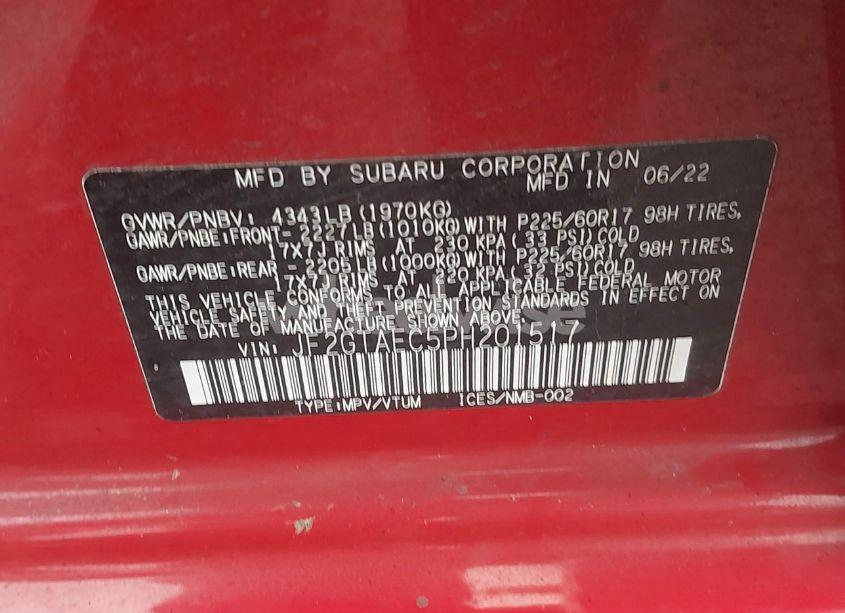 MFD BY SUBARU CORPORATION
MFD IN 06/22
GVWR/PNBV: 4343LB(1970KG)
GAWR/PNBE:FRONT- 2227LB(1010KG)WITH P225/60R17 98H TIRES,
17X7J RIMS AT 230 KPA(33 PSI)COLD
GAWR/PNBE:REAR - 2205LB(1000KG)WITH P225/60R17 98H TIRES,
17X7J RIMS AT 220 KPA(32 PSI)COLD
THIS VEHICLE CONFORMS TO ALL APPLICABLE FEDERAL MOTOR
VEHICLE SAFETY AND THEFT PREVENTION STANDARDS IN EFFECT ON
THE DATE OF MANUFACTURE SHOWN ABOVE.
VIN: JF2GTAEC5PH201517
TYPE:MPV/VTUM ICES/NMB-002